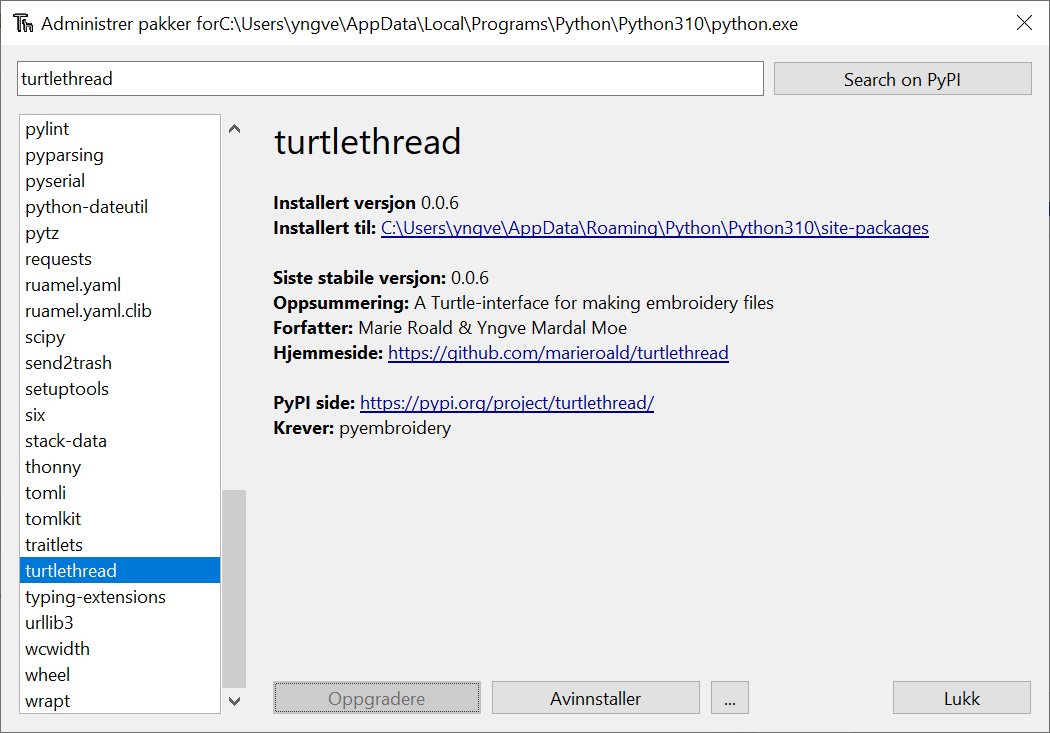 Administrer pakker forC:\Users\yngve\AppData\Local\Programs\Python\Python310\python.exe
turtlethread
Search on PyPI
pylint
pyparsing
pyserial
python-dateutil
pytz
requests
ruamel.yaml
ruamel.yaml.clib
scipy
send2trash
setuptools
six
stack-data
thonny
tomli
tomlkit
traitlets
turtlethread
typing-extensions
urllib3
wcwidth
wheel
wrapt
turtlethread
Installert versjon 0.0.6
Installert til: C:\Users\yngve\AppData\Roaming\Python\Python310\site-packages
Siste stabile versjon: 0.0.6
Oppsummering: A Turtle-interface for making embroidery files
Forfatter: Marie Roald & Yngve Mardal Moe
Hjemmeside: https://github.com/marieroald/turtlethread
PyPI side: https://pypi.org/project/turtlethread/
Krever: pyembroidery
Oppgradere
Avinnstaller
...
Lukk